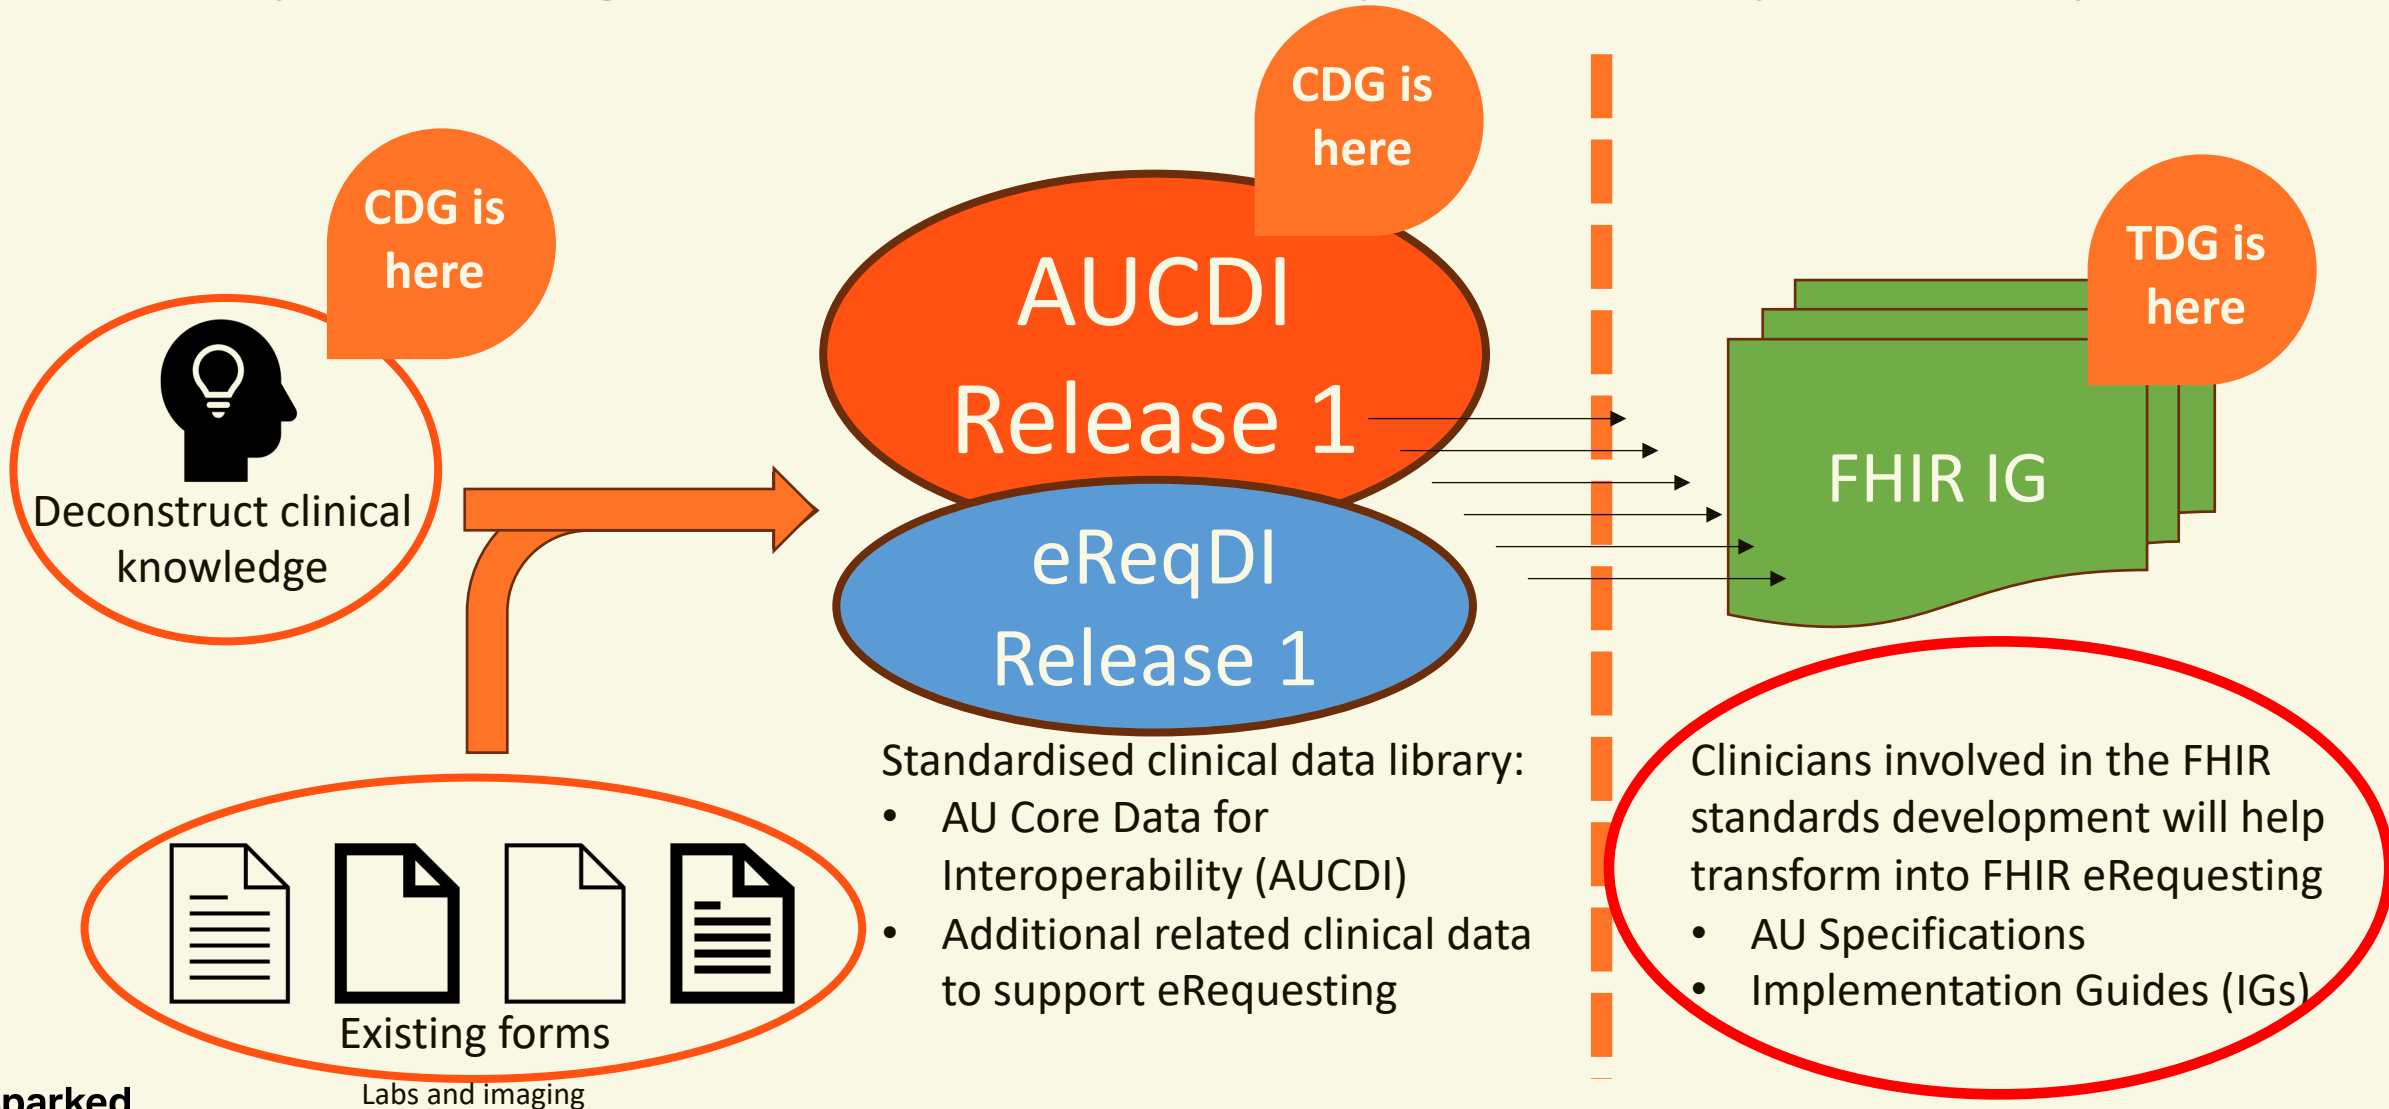 CDG is
here
CDG is
here
TDG is
here
Deconstruct clinical
knowledge
AUCDI
Release 1
eReqDI
Release 1
FHIR IG
Existing forms
Labs and imaging
Standardised clinical data library:
• AU Core Data for
Interoperability (AUCDI)
• Additional related clinical data
to support eRequesting
Clinicians involved in the FHIR
standards development will help
transform into FHIR eRequesting
• AU Specifications
• Implementation Guides (IGs)
parked